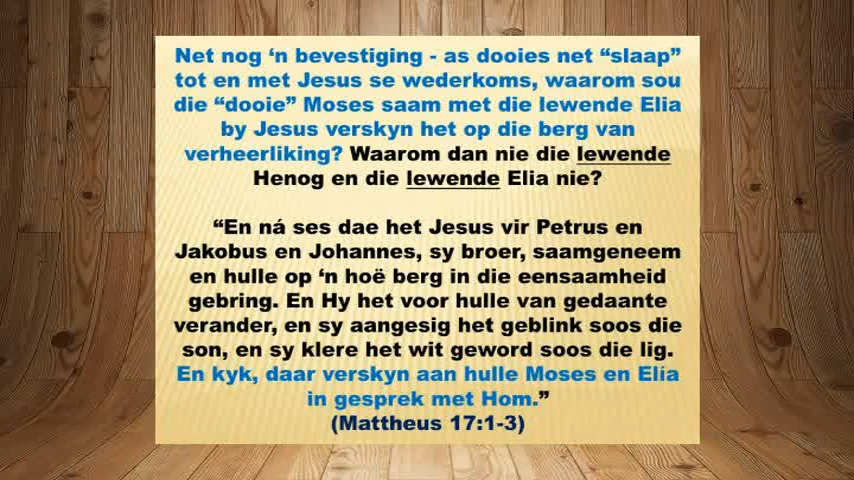 Net nog ‘n bevestiging - as dooies net “slaap”
tot en met Jesus se wederkoms, waarom sou
die “dooie” Moses saam met die lewende Elia
by Jesus verskyn het op die berg van
verheerliking? Waarom dan nie die lewende
Henog en die lewende Elia nie?
“En ná ses dae het Jesus vir Petrus en
Jakobus en Johannes, sy broer, saamgeneem
en hulle op ‘n hoë berg in die eensaamheid
gebring. En Hy het voor hulle van gedaante
verander, en sy aangesig het geblink soos die
son, en sy klere het wit geword soos die lig.
En kyk, daar verskyn aan hulle Moses en Elía
in gesprek met Hom.”
(Mattheus 17:1-3)